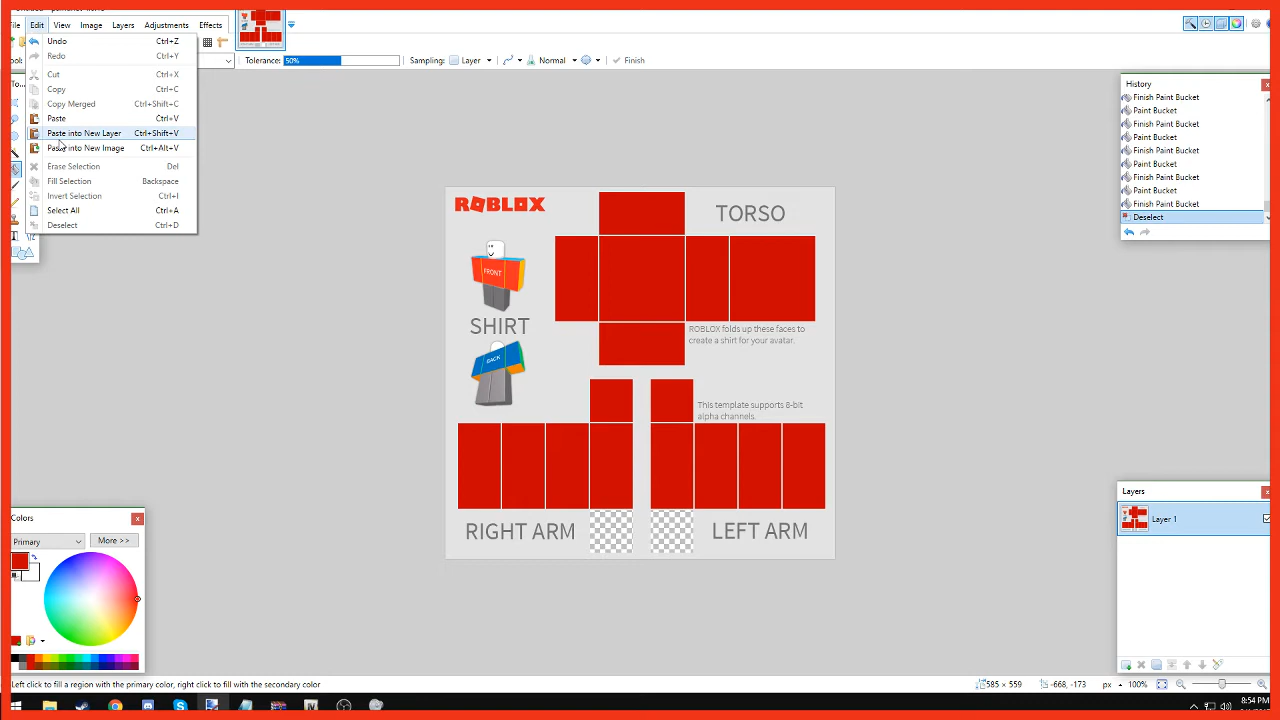 File Edit View Image Layers Adjustments Effects
Tolerance: 50% Sampling: Layer Normal Finish
Undo Ctrl+Z
Redo Ctrl+Y
Cut Ctrl+X
Copy Ctrl+C
Copy Merged Ctrl+Shift+C
Paste Ctrl+V
Paste into New Layer Ctrl+Shift+V
Paste into New Image Ctrl+Alt+V
Erase Selection Del
Fill Selection Backspace
Invert Selection Ctrl+I
Select All Ctrl+A
Deselect Ctrl+D
To...
History
Finish Paint Bucket
Paint Bucket
Finish Paint Bucket
Paint Bucket
Finish Paint Bucket
Paint Bucket
Finish Paint Bucket
Paint Bucket
Finish Paint Bucket
Deselect
ROBLOX
TORSO
FRONT
SHIRT
BACK
ROBLOX folds up these faces to
create a shirt for your avatar.
This template supports 8-bit
alpha channels.
RIGHT ARM
LEFT ARM
Layers
Layer 1
Colors
Primary More >>
Left click to fill a region with the primary color, right click to fill with the secondary color
585 × 559 -668, -173 px 100%
8:54 PM